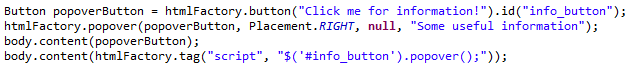 Button popoverButton = htmlFactory.button("Click me for information!").id("info_button");
htmlFactory.popover(popoverButton, Placement.RIGHT, null, "Some useful information");
body.content(popoverButton);
body.content(htmlFactory.tag("script", "$('#info_button').popover();"));